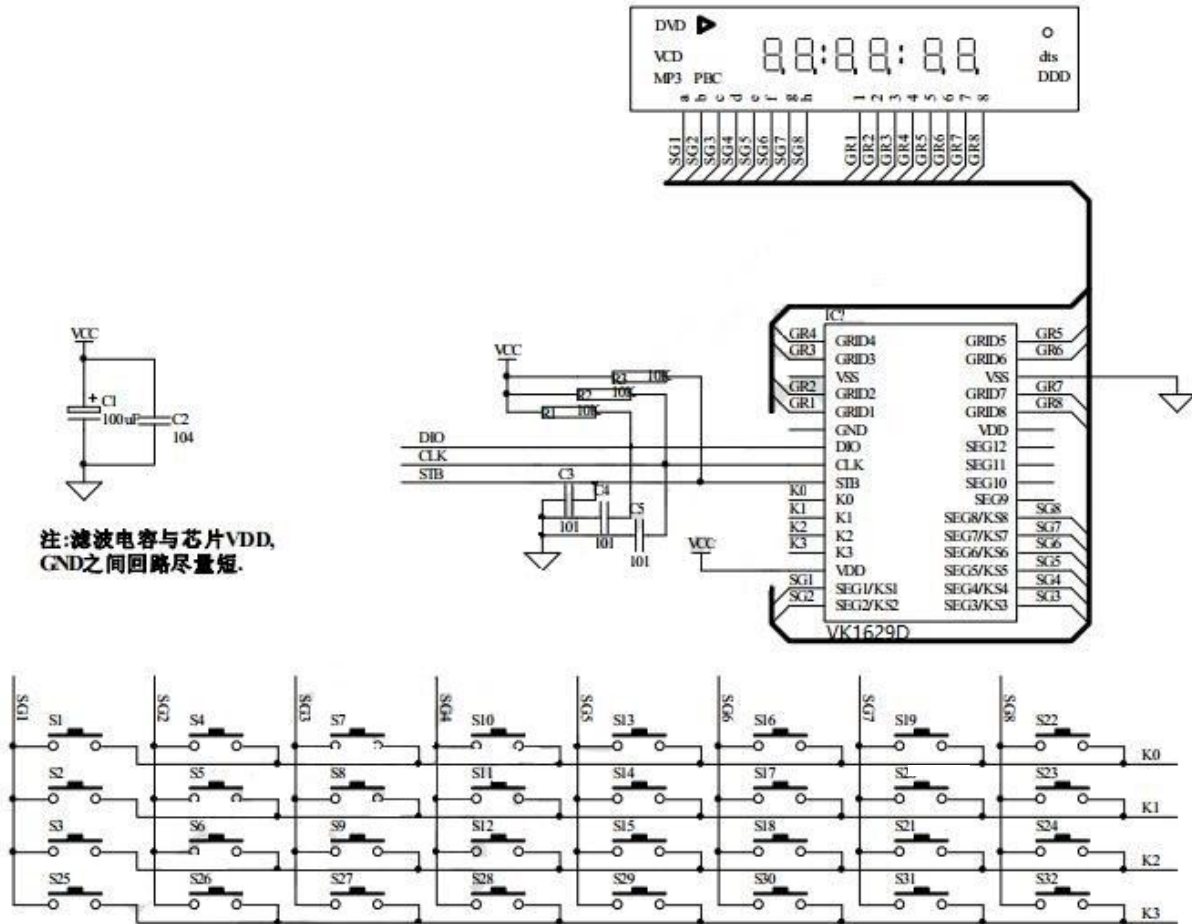 DVD
VCD
MP3 PBC
dts
DDD
a b c d e f g h
1 2 3 4 5 6 7 8
SG1 SG2 SG3 SG4 SG5 SG6 SG7 SG8
GR1 GR2 GR3 GR4 GR5 GR6 GR7 GR8
VCC
C1
100uF
C2
104
注:滤波电容与芯片VDD,
GND之间回路尽量短.
VCC
R3 10K
R2 10K
R1 10K
DIO
CLK
STB
C3
101
C4
101
C5
101
K0
K1
K2
K3
VCC
IC?
GR4 GRID4 GRID5 GR5
GR3 GRID3 GRID6 GR6
VSS VSS
GR2 GRID2 GRID7 GR7
GR1 GRID1 GRID8 GR8
GND VDD
DIO SEG12
CLK SEG11
STB SEG10
K0 SEG9
K1 SEG8/KS8 SG8
K2 SEG7/KS7 SG7
K3 SEG6/KS6 SG6
VDD SEG5/KS5 SG5
SG1 SEG1/KS1 SEG4/KS4 SG4
SG2 SEG2/KS2 SEG3/KS3 SG3
VK1629D
SG1 SG2 SG3 SG4 SG5 SG6 SG7 SG8
S1 S4 S7 S10 S13 S16 S19 S22
K0
S2 S5 S8 S11 S14 S17 S2 S23
K1
S3 S6 S9 S12 S15 S18 S21 S24
K2
S25 S26 S27 S28 S29 S30 S31 S32
K3